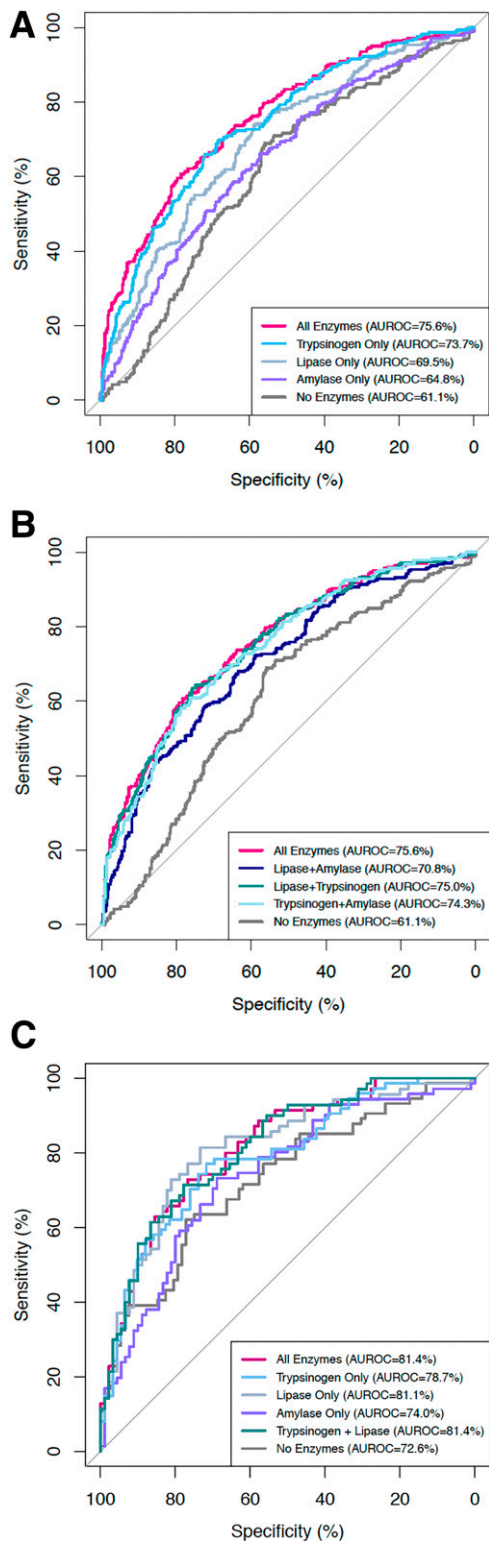 A
100
80
60
40
20
0
Sensitivity (%)
All Enzymes (AUROC=75.6%)
Trypsinogen Only (AUROC=73.7%)
Lipase Only (AUROC=69.5%)
Amylase Only (AUROC=64.8%)
No Enzymes (AUROC=61.1%)
100 80 60 40 20 0
Specificity (%)
B
100
80
60
40
20
0
Sensitivity (%)
All Enzymes (AUROC=75.6%)
Lipase+Amylase (AUROC=70.8%)
Lipase+Trypsinogen (AUROC=75.0%)
Trypsinogen+Amylase (AUROC=74.3%)
No Enzymes (AUROC=61.1%)
100 80 60 40 20 0
Specificity (%)
C
100
80
60
40
20
0
Sensitivity (%)
All Enzymes (AUROC=81.4%)
Trypsinogen Only (AUROC=78.7%)
Lipase Only (AUROC=81.1%)
Amylase Only (AUROC=74.0%)
Trypsinogen + Lipase (AUROC=81.4%)
No Enzymes (AUROC=72.6%)
100 80 60 40 20 0
Specificity (%)